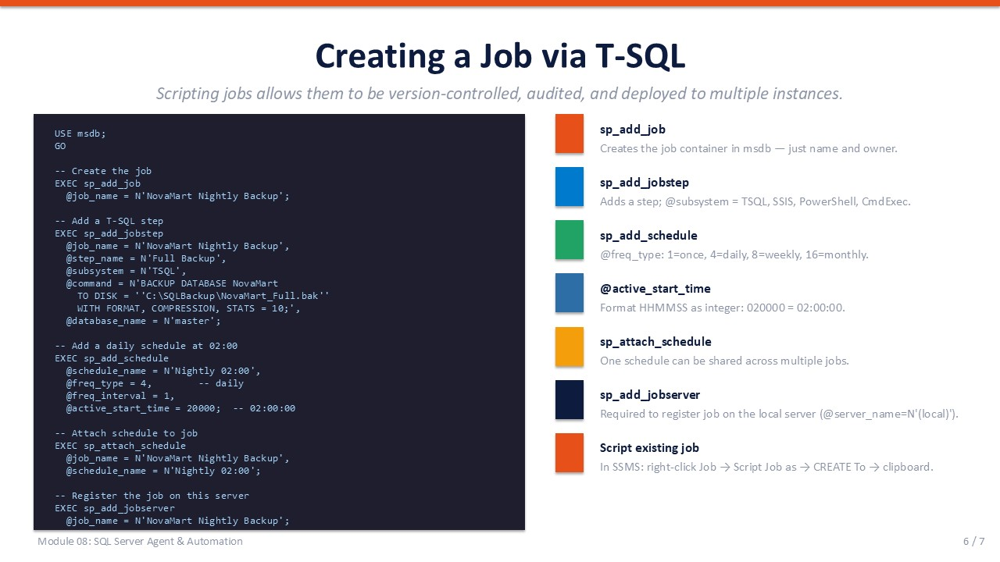 Creating a Job via T-SQL
Scripting jobs allows them to be version-controlled, audited, and deployed to multiple instances.
USE msdb;
GO
-- Create the job
EXEC sp_add_job
@job_name = N'NovaMart Nightly Backup';
-- Add a T-SQL step
EXEC sp_add_jobstep
@job_name = N'NovaMart Nightly Backup',
@step_name = N'Full Backup',
@subsystem = N'TSQL',
@command = N'BACKUP DATABASE NovaMart
TO DISK = ''C:\SQLBackup\NovaMart_Full.bak''
WITH FORMAT, COMPRESSION, STATS = 10;',
@database_name = N'master';
-- Add a daily schedule at 02:00
EXEC sp_add_schedule
@schedule_name = N'Nightly 02:00',
@freq_type = 4,        -- daily
@freq_interval = 1,
@active_start_time = 20000;  -- 02:00:00
-- Attach schedule to job
EXEC sp_attach_schedule
@job_name = N'NovaMart Nightly Backup',
@schedule_name = N'Nightly 02:00';
-- Register the job on this server
EXEC sp_add_jobserver
@job_name = N'NovaMart Nightly Backup';
sp_add_job
Creates the job container in msdb — just name and owner.
sp_add_jobstep
Adds a step; @subsystem = TSQL, SSIS, PowerShell, CmdExec.
sp_add_schedule
@freq_type: 1=once, 4=daily, 8=weekly, 16=monthly.
@active_start_time
Format HHMMSS as integer: 020000 = 02:00:00.
sp_attach_schedule
One schedule can be shared across multiple jobs.
sp_add_jobserver
Required to register job on the local server (@server_name=N'(local)').
Script existing job
In SSMS: right-click Job → Script Job as → CREATE To → clipboard.
Module 08: SQL Server Agent & Automation
6 / 7